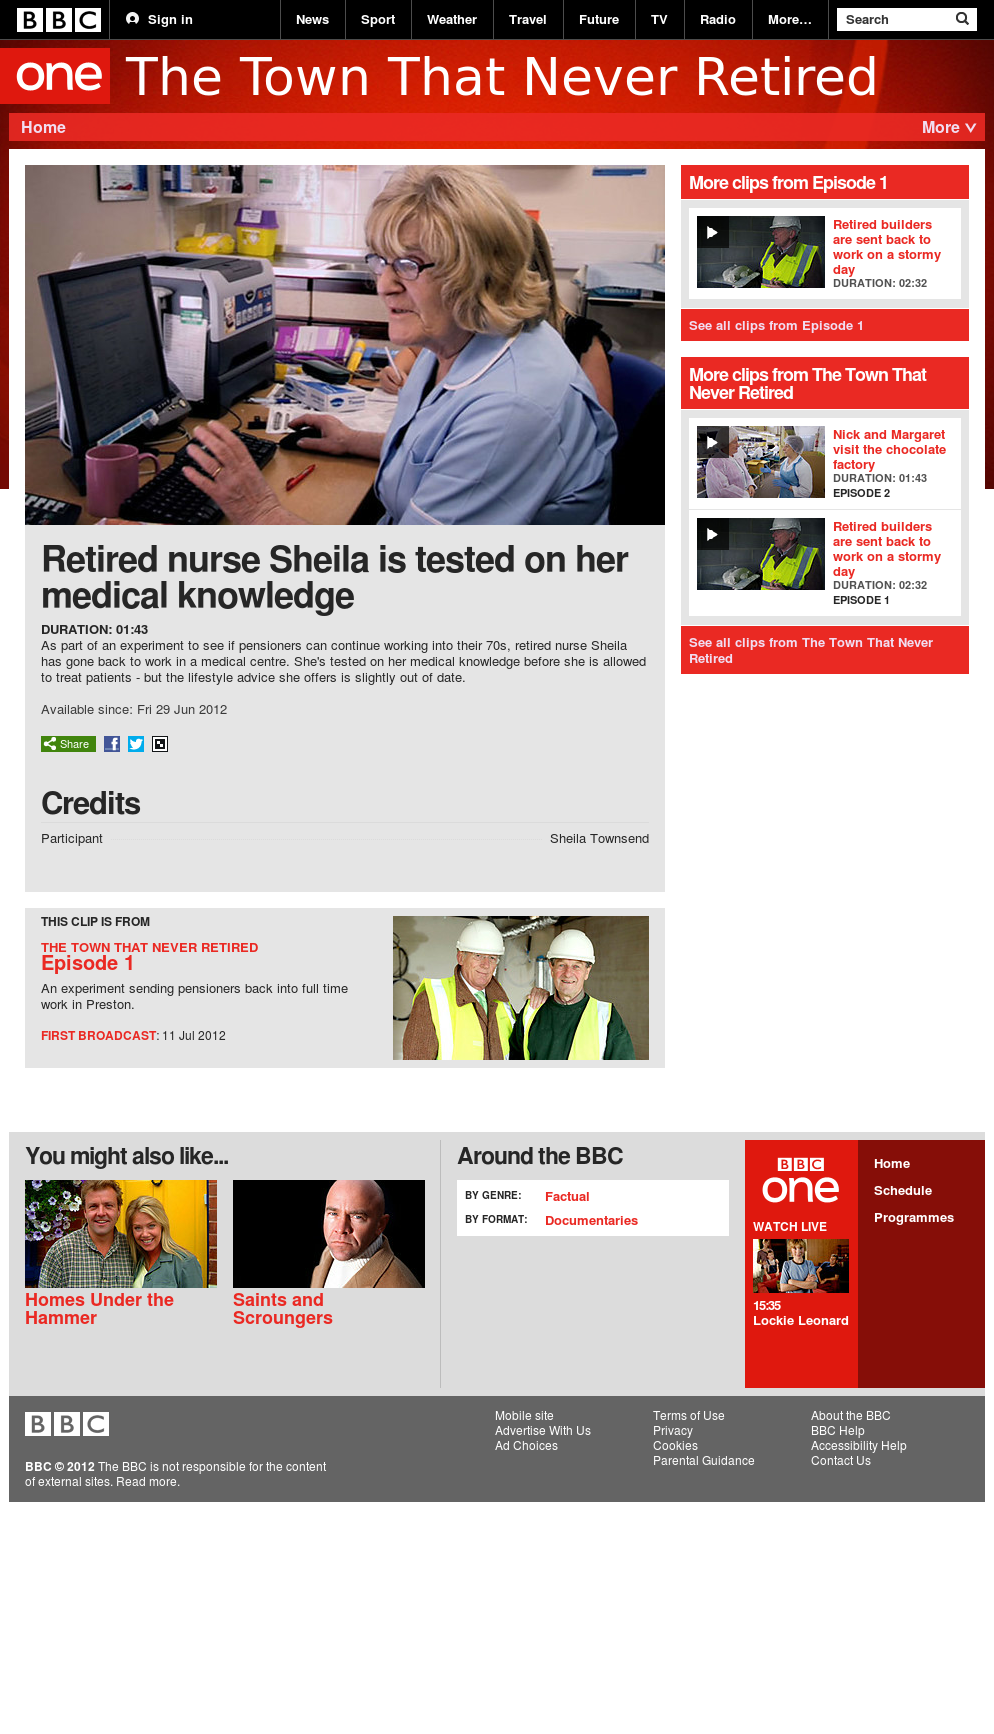 BBC
Sign in
News
Sport
Weather
Travel
Future
TV
Radio
More…
Search
one
The Town That Never Retired
Home
More
Retired nurse Sheila is tested on her
medical knowledge
DURATION: 01:43
As part of an experiment to see if pensioners can continue working into their 70s, retired nurse Sheila
has gone back to work in a medical centre. She's tested on her medical knowledge before she is allowed
to treat patients - but the lifestyle advice she offers is slightly out of date.
Available since: Fri 29 Jun 2012
Share
Credits
Participant
Sheila Townsend
THIS CLIP IS FROM
THE TOWN THAT NEVER RETIRED
Episode 1
An experiment sending pensioners back into full time
work in Preston.
FIRST BROADCAST: 11 Jul 2012
More clips from Episode 1
Retired builders
are sent back to
work on a stormy
day
DURATION: 02:32
See all clips from Episode 1
More clips from The Town That
Never Retired
Nick and Margaret
visit the chocolate
factory
DURATION: 01:43
EPISODE 2
Retired builders
are sent back to
work on a stormy
day
DURATION: 02:32
EPISODE 1
See all clips from The Town That Never
Retired
You might also like...
Homes Under the
Hammer
Saints and
Scroungers
Around the BBC
BY GENRE:
Factual
BY FORMAT:
Documentaries
BBC
one
WATCH LIVE
15:35
Lockie Leonard
Home
Schedule
Programmes
BBC
BBC © 2012 The BBC is not responsible for the content
of external sites. Read more.
Mobile site
Advertise With Us
Ad Choices
Terms of Use
Privacy
Cookies
Parental Guidance
About the BBC
BBC Help
Accessibility Help
Contact Us